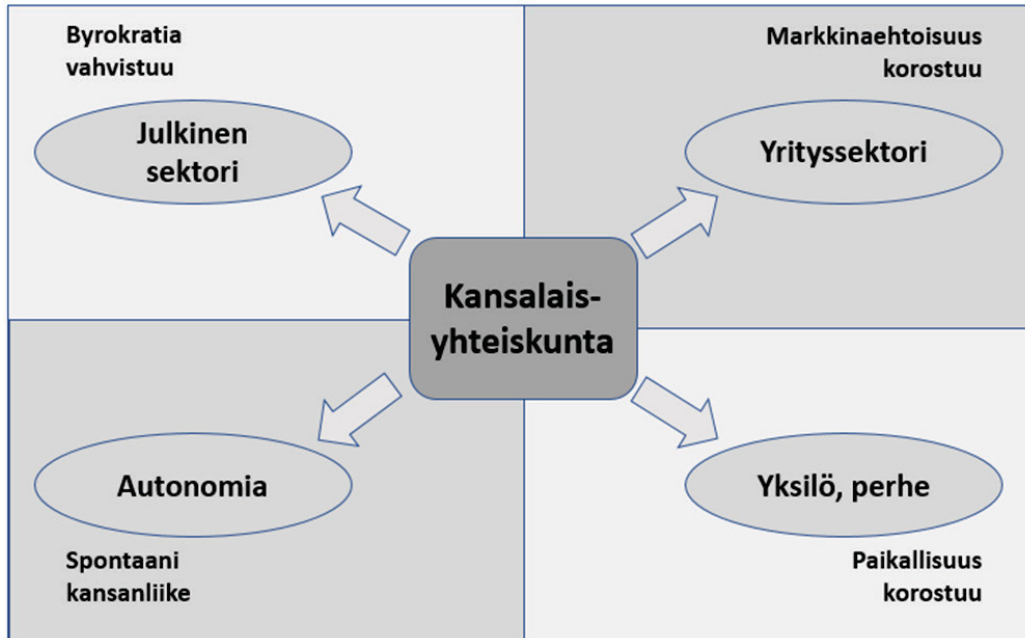 Byrokratia
vahvistuu
Julkinen
sektori
Markkinaehtoisuus
korostuu
Yrityssektori
Kansalais-
yhteiskunta
Autonomia
Spontaani
kansanliike
Yksilö, perhe
Paikallisuus
korostuu